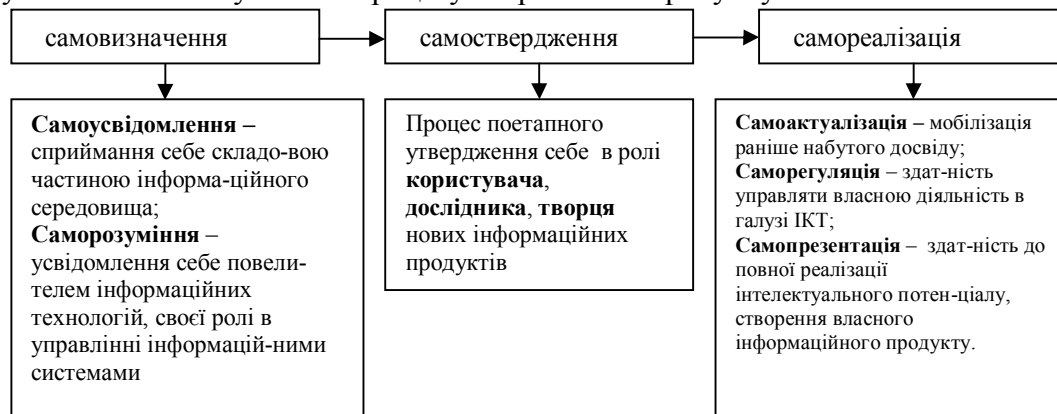 самовизначення
самоствердження
самореалізація
Самоусвідомлення –
сприймання себе складо-вою
частиною інформа-ційного
середовища;
Саморозуміння –
усвідомлення себе повели-
телем інформаційних
технологій, своєї ролі в
управлінні інформацій-ними
системами
Процес поетапного
утвердження себе в ролі
користувача,
дослідника, творця
нових інформаційних
продуктів
Самоактуалізація – мобілізація
раніше набутого досвіду;
Саморегуляція – здат-ність
управляти власною діяльність в
галузі ІКТ;
Самопрезентація – здат-ність до
повної реалізації
інтелектуального потен-ціалу,
створення власного
інформаційного продукту.